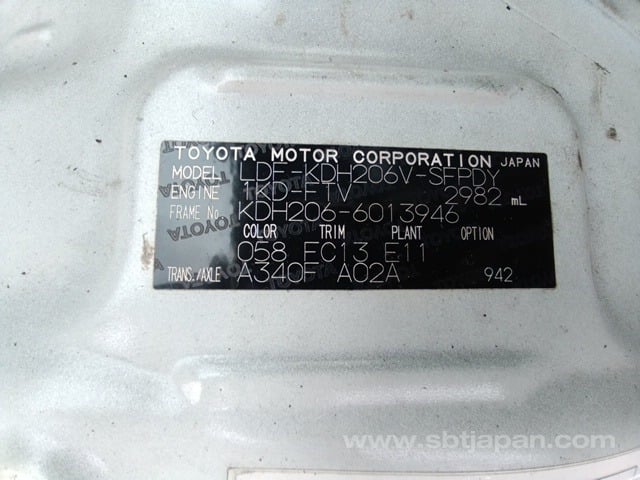 TOYOTA MOTOR CORPORATION JAPAN
MODEL LDF-KDH206V-SFPDY
ENGINE 1KD-FTV 2982 mL
FRAME No. KDH206-6013946
COLOR TRIM PLANT OPTION
058 FC13 E11
TRANS./AXLE A340F A02A 942
www.sbtjapan.com